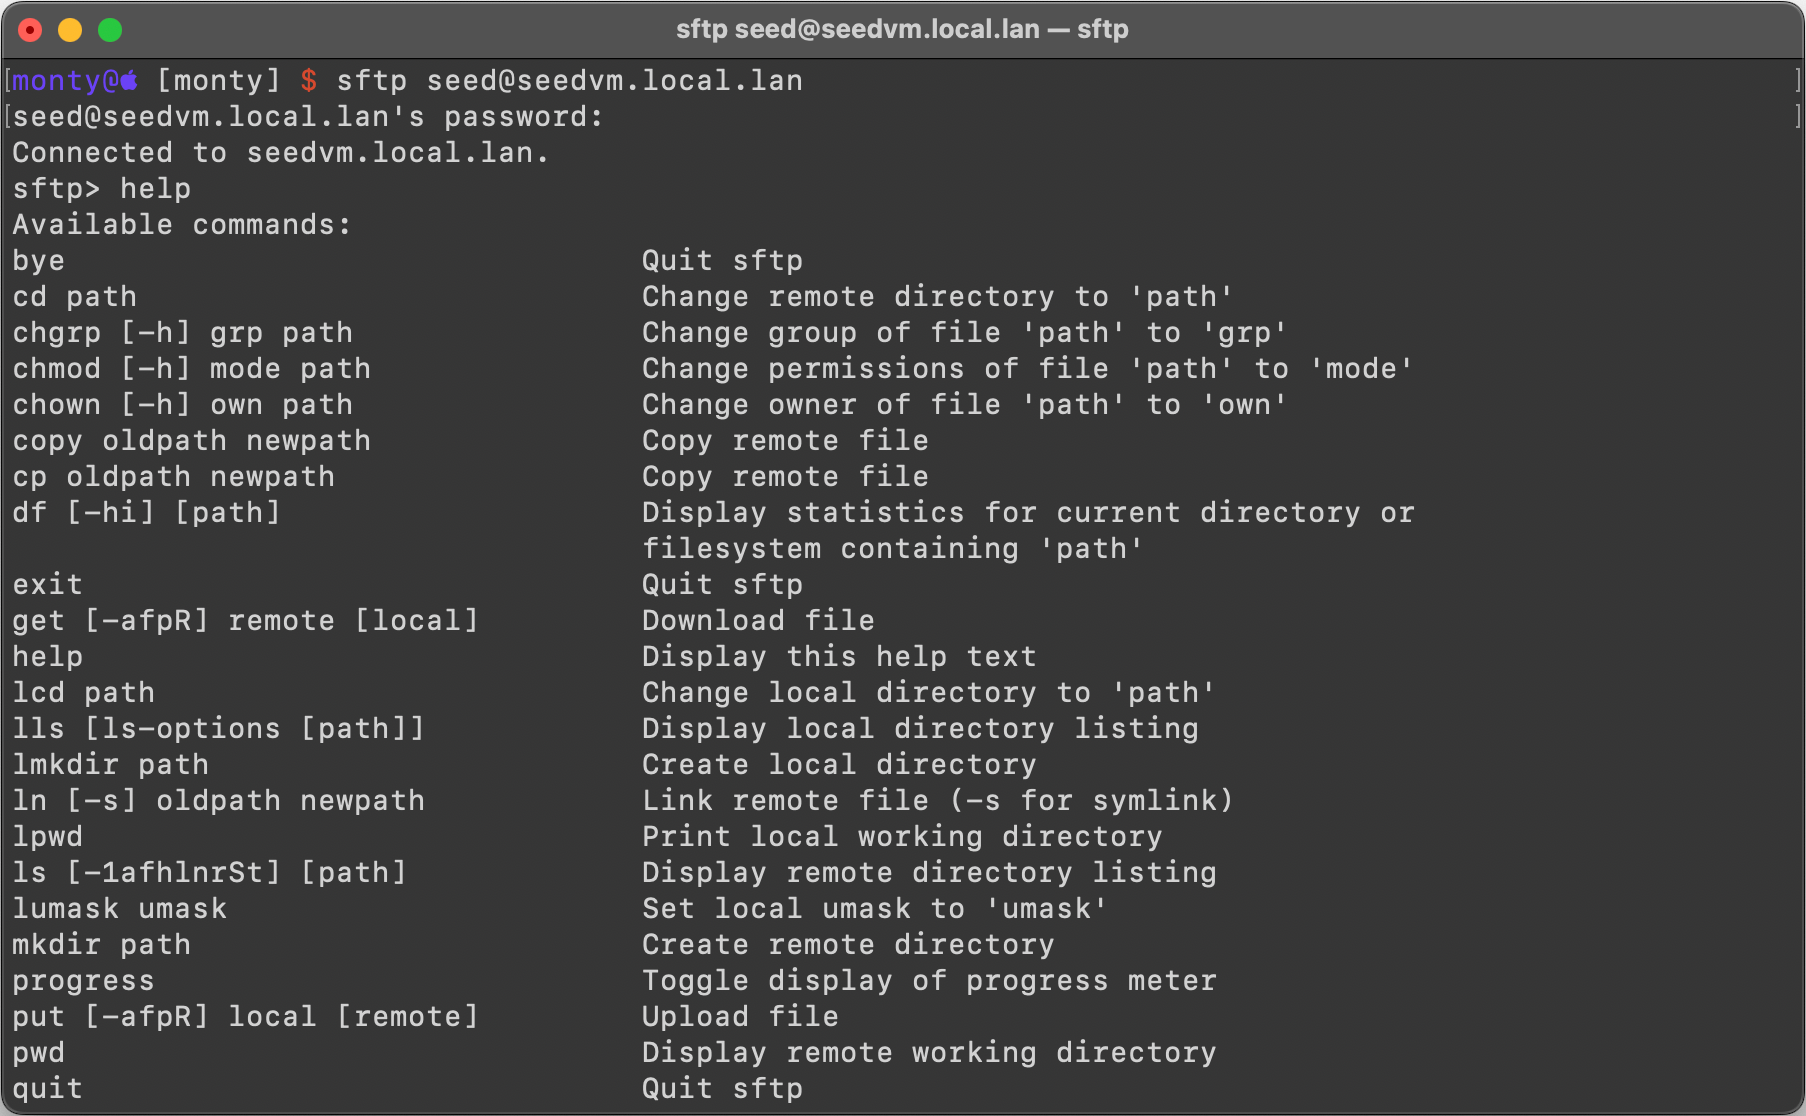 sftp seed@seedvm.local.lan — sftp
[monty@ [monty] $ sftp seed@seedvm.local.lan ]
[seed@seedvm.local.lan's password: ]
Connected to seedvm.local.lan.
sftp> help
Available commands:
bye                                Quit sftp
cd path                            Change remote directory to 'path'
chgrp [-h] grp path                Change group of file 'path' to 'grp'
chmod [-h] mode path               Change permissions of file 'path' to 'mode'
chown [-h] own path                Change owner of file 'path' to 'own'
copy oldpath newpath               Copy remote file
cp oldpath newpath                 Copy remote file
df [-hi] [path]                    Display statistics for current directory or
                                   filesystem containing 'path'
exit                               Quit sftp
get [-afpR] remote [local]         Download file
help                               Display this help text
lcd path                           Change local directory to 'path'
lls [ls-options [path]]            Display local directory listing
lmkdir path                        Create local directory
ln [-s] oldpath newpath            Link remote file (-s for symlink)
lpwd                               Print local working directory
ls [-1afhlnrSt] [path]             Display remote directory listing
lumask umask                       Set local umask to 'umask'
mkdir path                         Create remote directory
progress                           Toggle display of progress meter
put [-afpR] local [remote]         Upload file
pwd                                Display remote working directory
quit                               Quit sftp